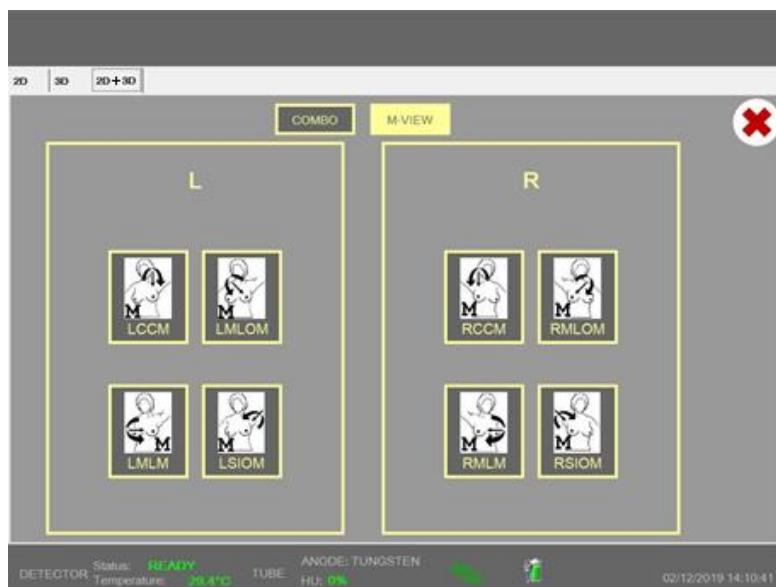 2D 3D 2D+3D
COMBO M-VIEW
L R
M M M M
LCCM LMLOM RCCM RMLOM
M M M M
LMLM LSIOM RMLM RSIOM
DETECTOR Status: READY TUBE ANODE: TUNGSTEN
Temperature: 29.4°C HU: 0% 02/12/2019 14:10:41